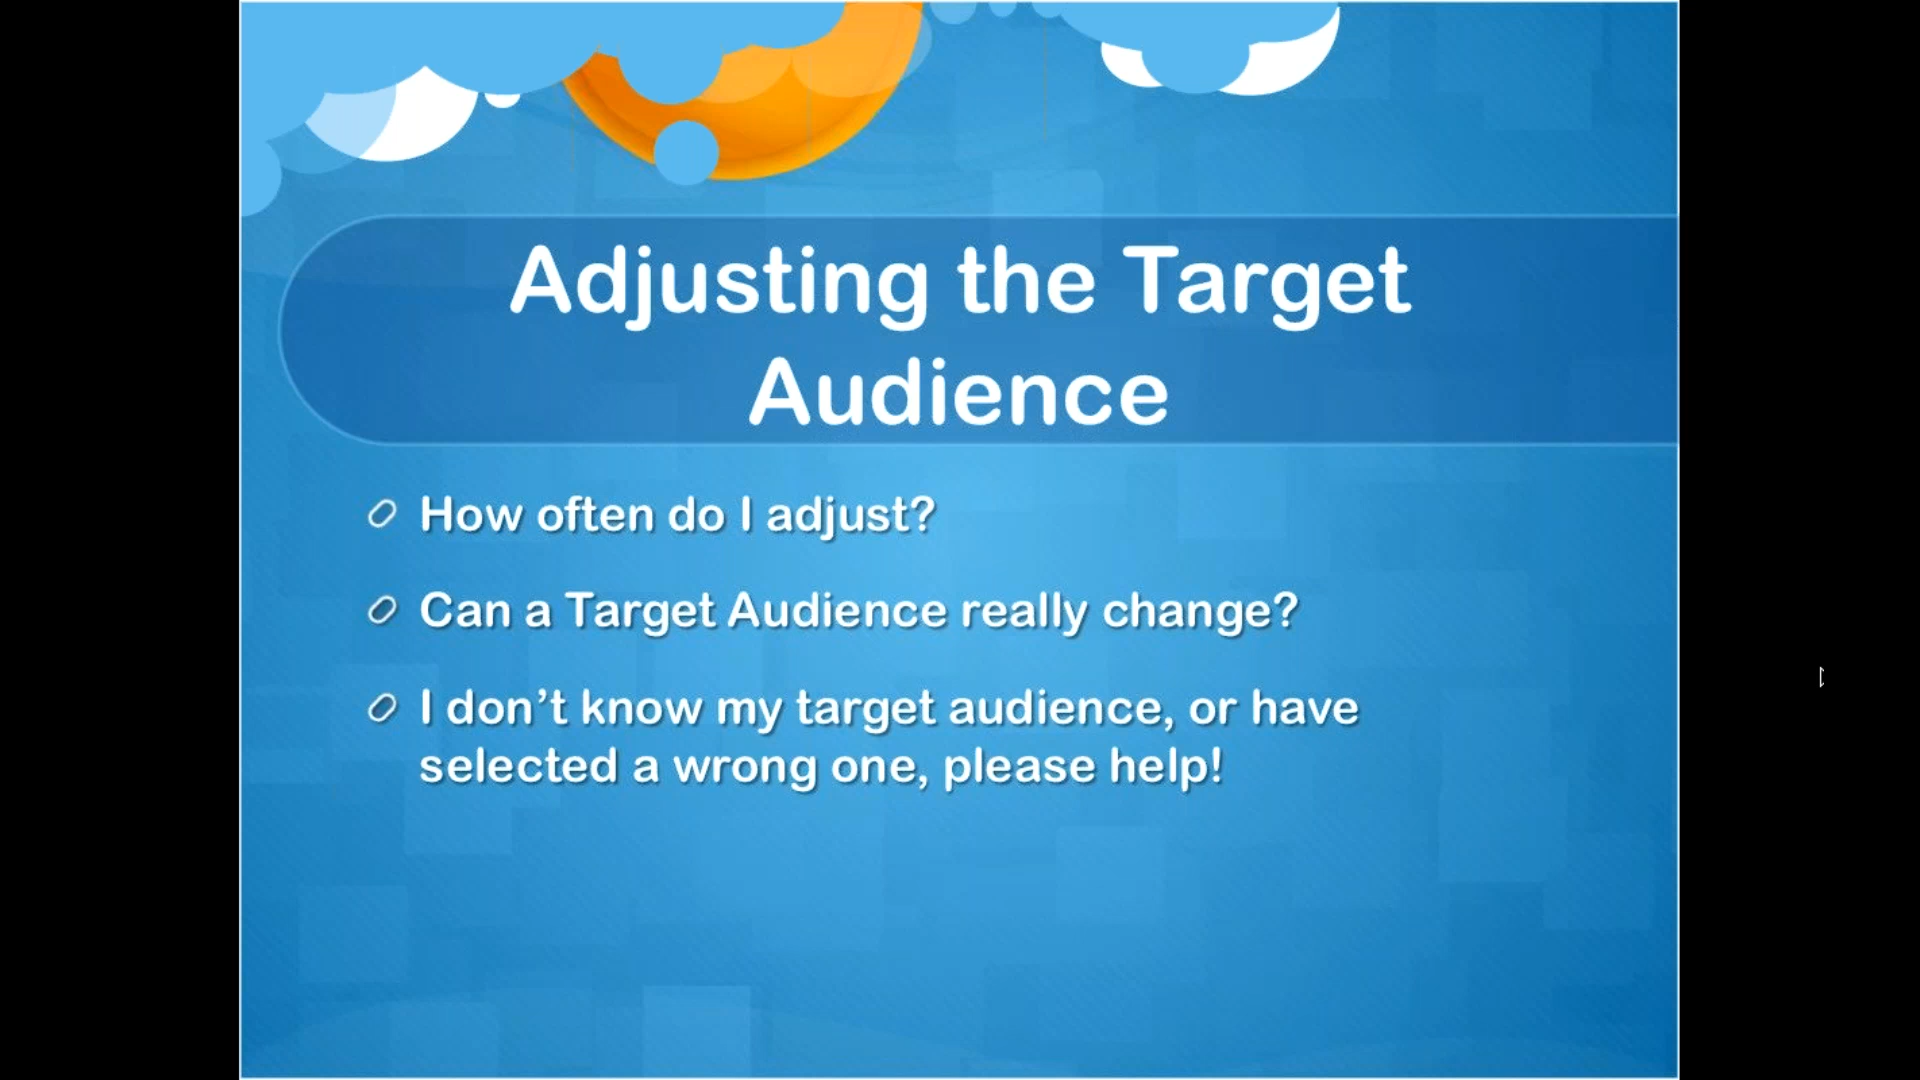 Adjusting the Target
Audience
How often do I adjust?
Can a Target Audience really change?
I don’t know my target audience, or have
selected a wrong one, please help!